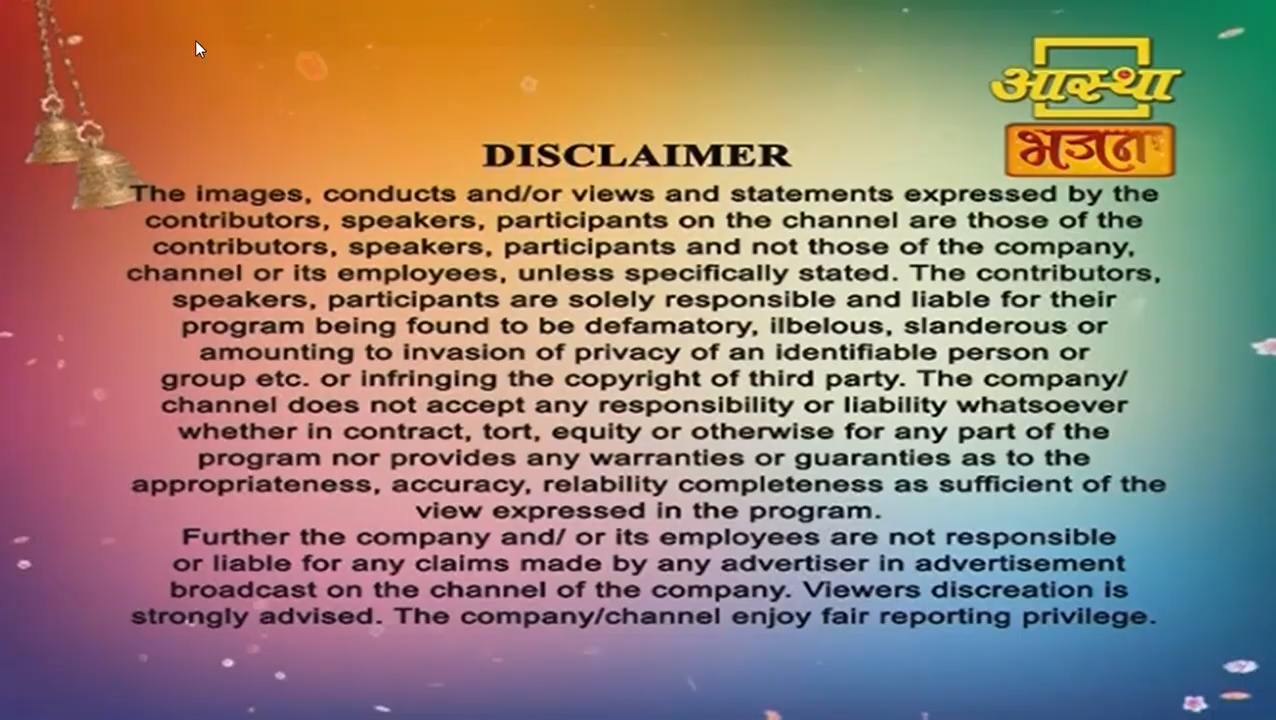 आस्था
भजन
DISCLAIMER
The images, conducts and/or views and statements expressed by the
contributors, speakers, participants on the channel are those of the
contributors, speakers, participants and not those of the company,
channel or its employees, unless specifically stated. The contributors,
speakers, participants are solely responsible and liable for their
program being found to be defamatory, ilbelous, slanderous or
amounting to invasion of privacy of an identifiable person or
group etc. or infringing the copyright of third party. The company/
channel does not accept any responsibility or liability whatsoever
whether in contract, tort, equity or otherwise for any part of the
program nor provides any warranties or guaranties as to the
appropriateness, accuracy, relability completeness as sufficient of the
view expressed in the program.
Further the company and/ or its employees are not responsible
or liable for any claims made by any advertiser in advertisement
broadcast on the channel of the company. Viewers discreation is
strongly advised. The company/channel enjoy fair reporting privilege.